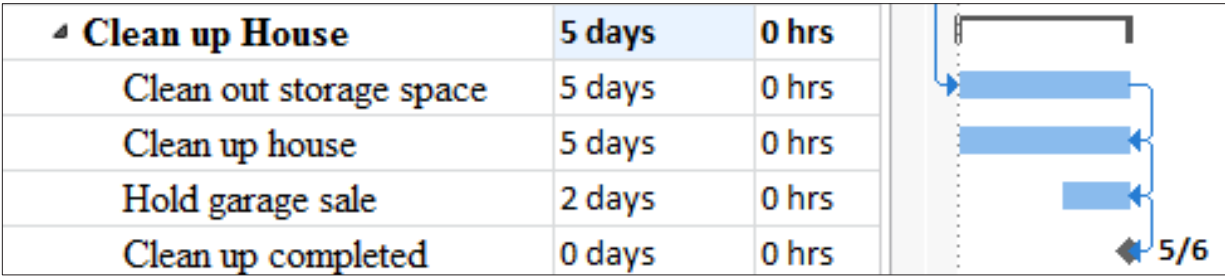 Clean up House 5 days 0 hrs
Clean out storage space 5 days 0 hrs
Clean up house 5 days 0 hrs
Hold garage sale 2 days 0 hrs
Clean up completed 0 days 0 hrs 5/6